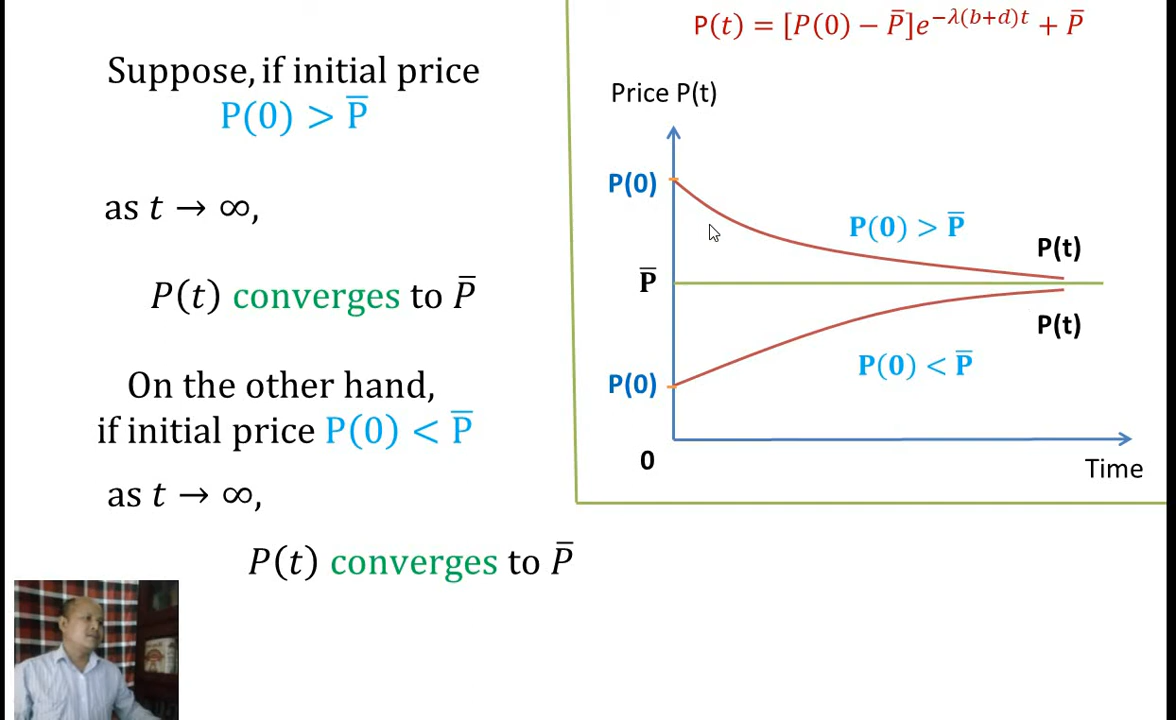 Suppose, if initial price
P(0) > P̅
as t → ∞,
P(t) converges to P̅
On the other hand,
if initial price P(0) < P̅
as t → ∞,
P(t) converges to P̅
P(t) = [P(0) − P̅]e^{−λ(b+d)t} + P̅
Price P(t)
P(0)
P(0) > P̅
P(t)
P̅
P(t)
P(0) < P̅
P(0)
0
Time